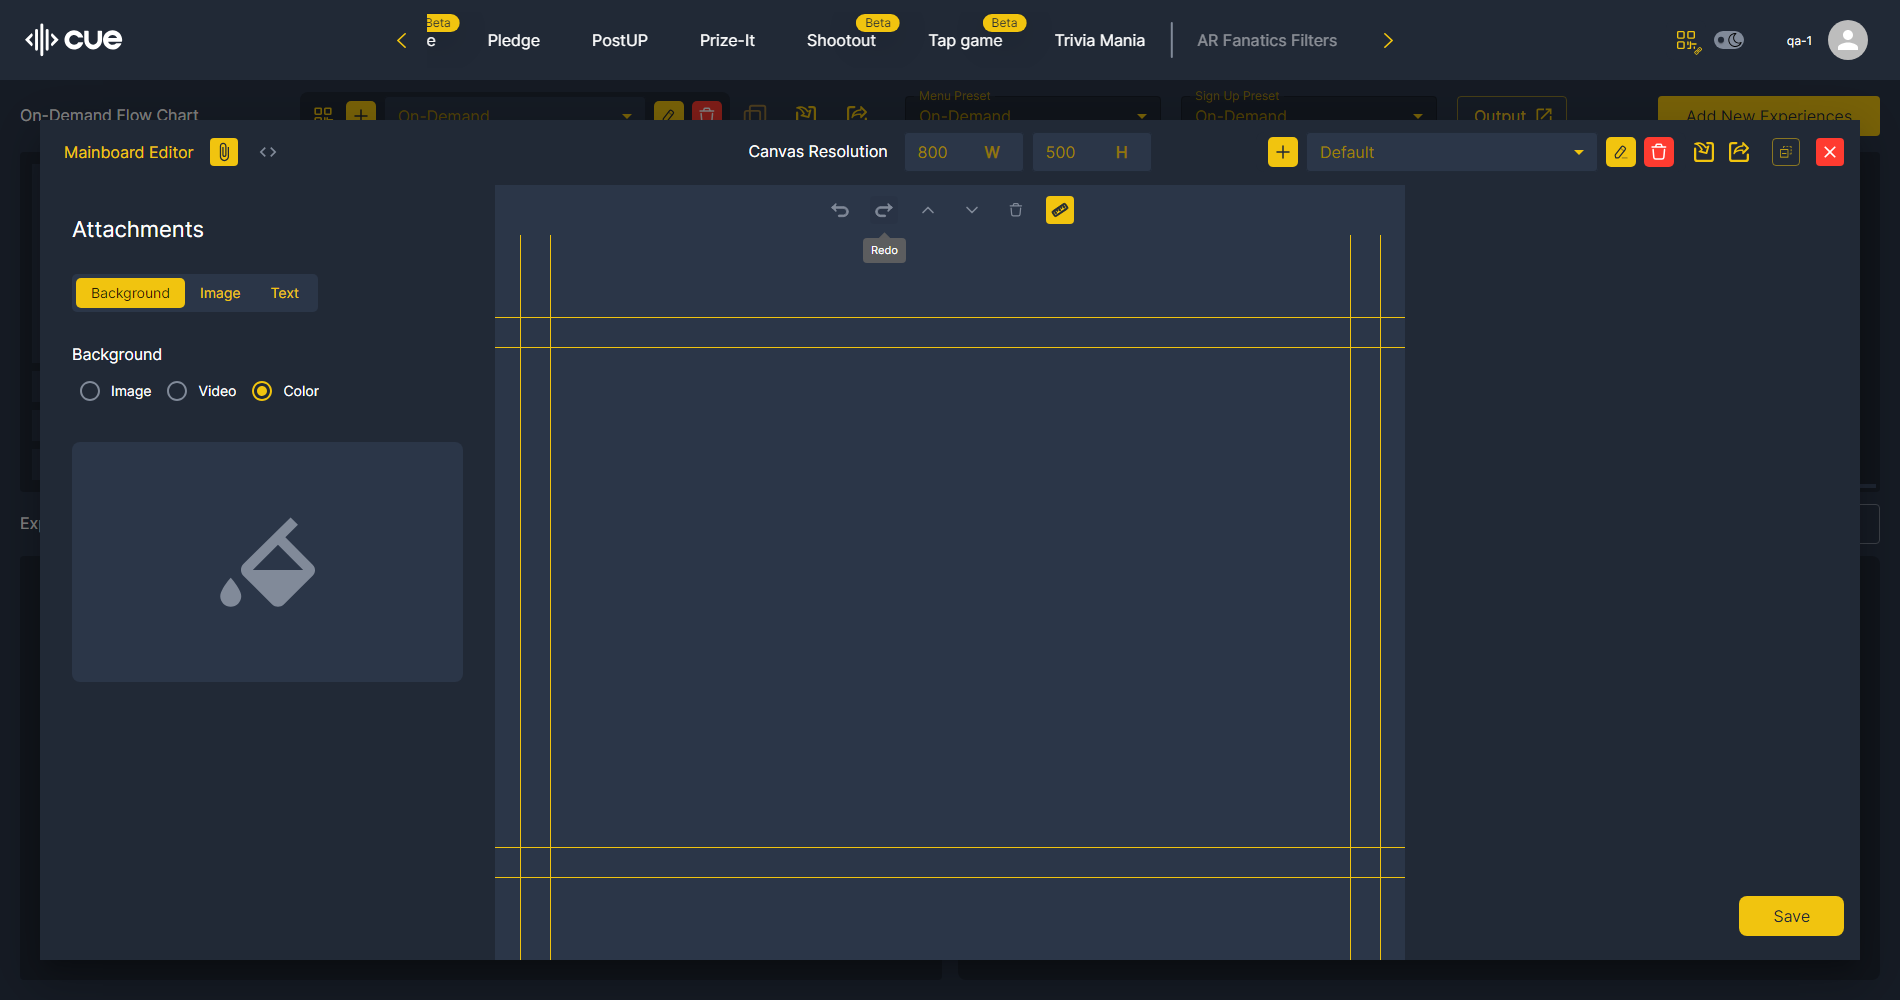 cue
Beta
e
Pledge
PostUP
Prize-It
Beta
Shootout
Beta
Tap game
Trivia Mania
AR Fanatics Filters
qa-1
On-Demand Flow Chart
On-Demand
Menu Preset
On-Demand
Sign Up Preset
On-Demand
Output
Add New Experiences
Mainboard Editor
Canvas Resolution
800 W
500 H
Default
Attachments
Redo
Background
Image
Text
Background
Image
Video
Color
Exp
Save